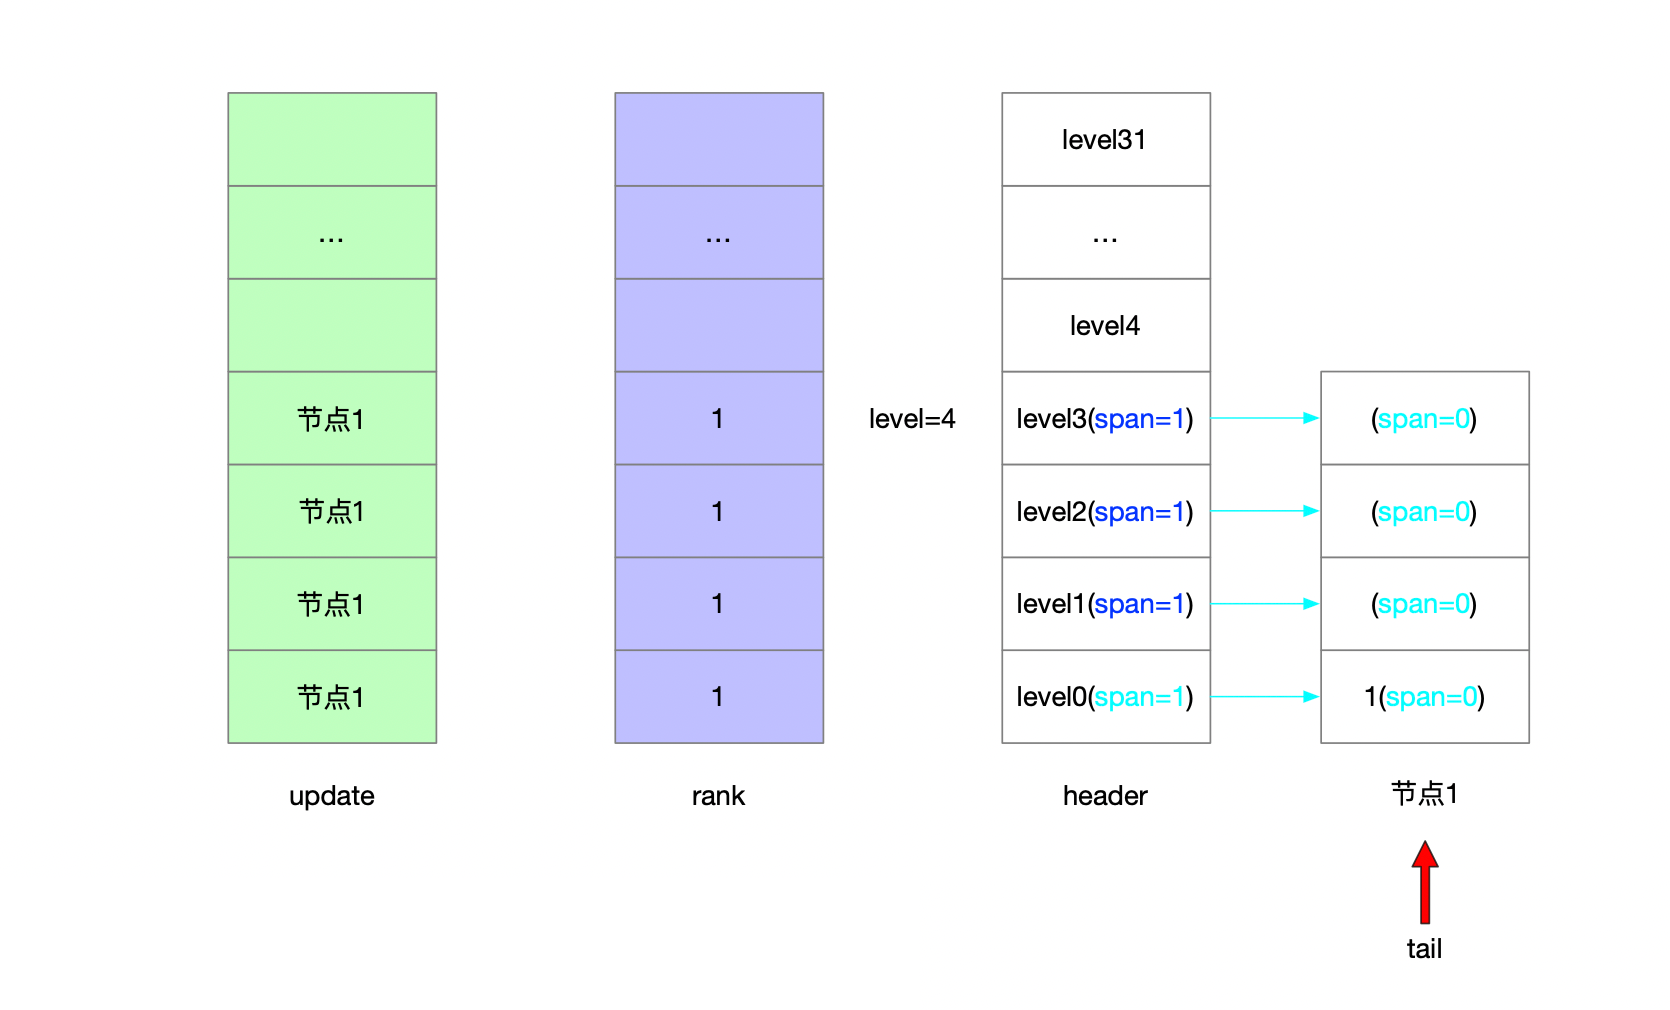 level31
...
...
...
level4
节点1
1
level=4
level3(span=1)
(span=0)
节点1
1
level2(span=1)
(span=0)
节点1
1
level1(span=1)
(span=0)
节点1
1
level0(span=1)
1(span=0)
update
rank
header
节点1
tail